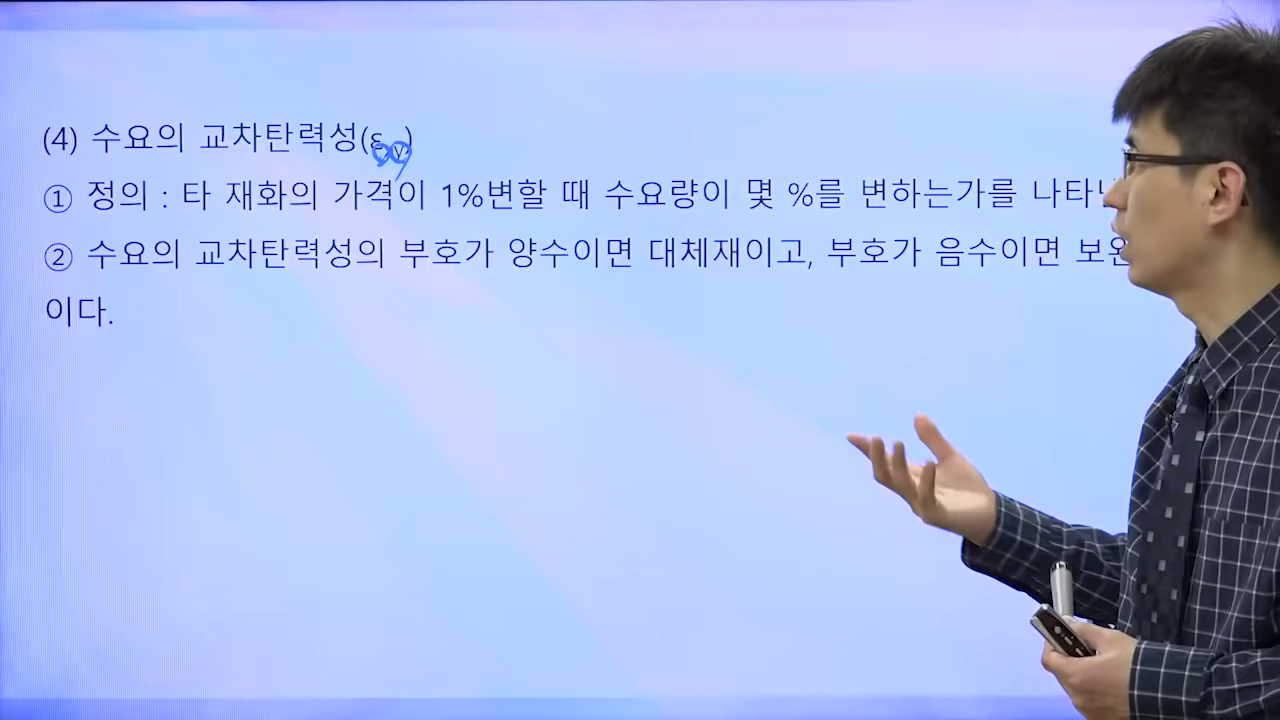 (4) 수요의 교차탄력성(ε
① 정의 : 타 재화의 가격이 1%변할 때 수요량이 몇 %를 변하는가를
② 수요의 교차탄력성의 부호가 양수이면 대체재이고, 부호가 음수이면
이다.